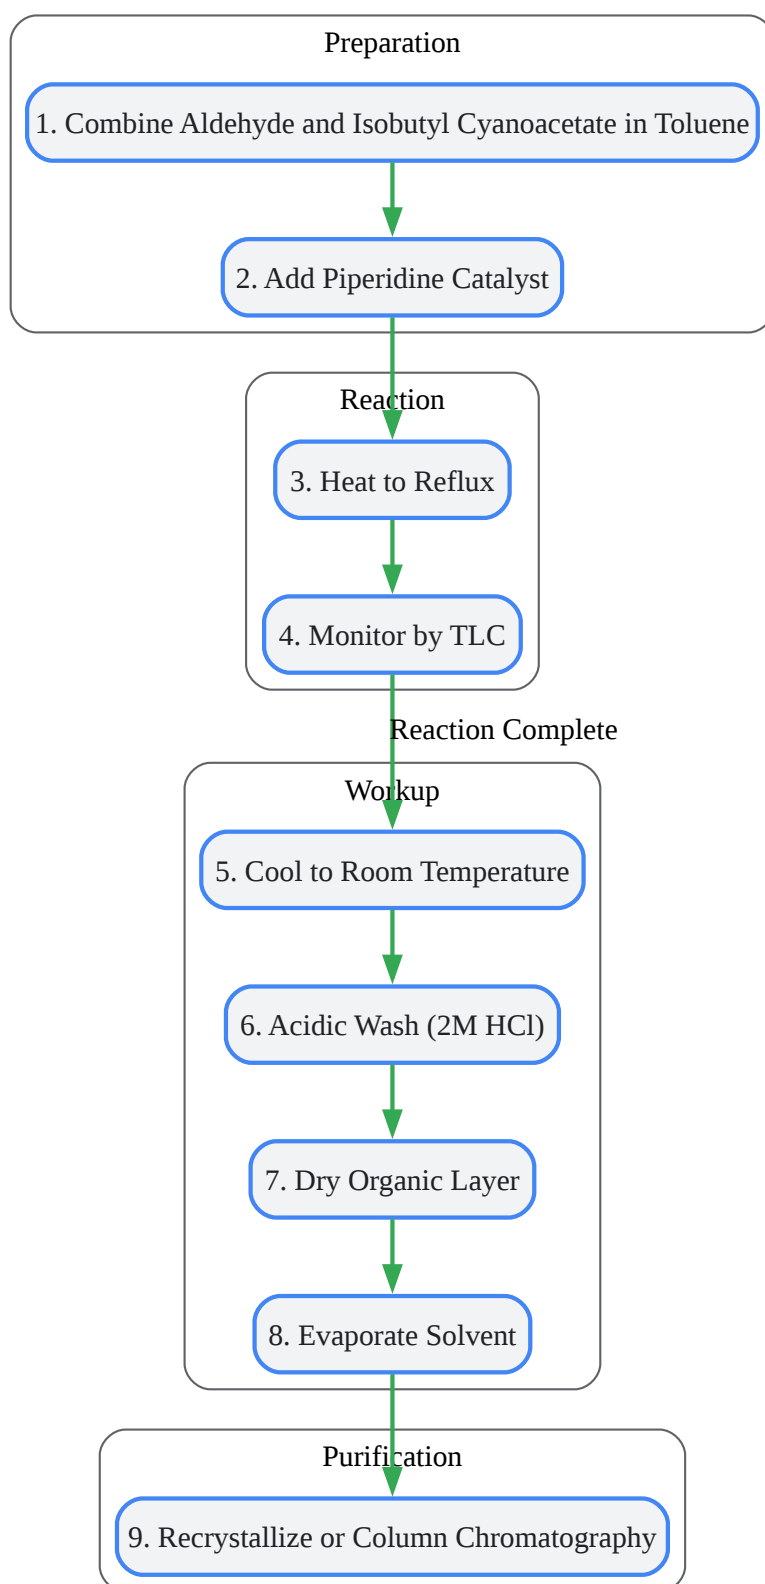 Preparation
1. Combine Aldehyde and Isobutyl Cyanoacetate in Toluene
2. Add Piperidine Catalyst
Reaction
3. Heat to Reflux
4. Monitor by TLC
Reaction Complete
Workup
5. Cool to Room Temperature
6. Acidic Wash (2M HCl)
7. Dry Organic Layer
8. Evaporate Solvent
Purification
9. Recrystallize or Column Chromatography